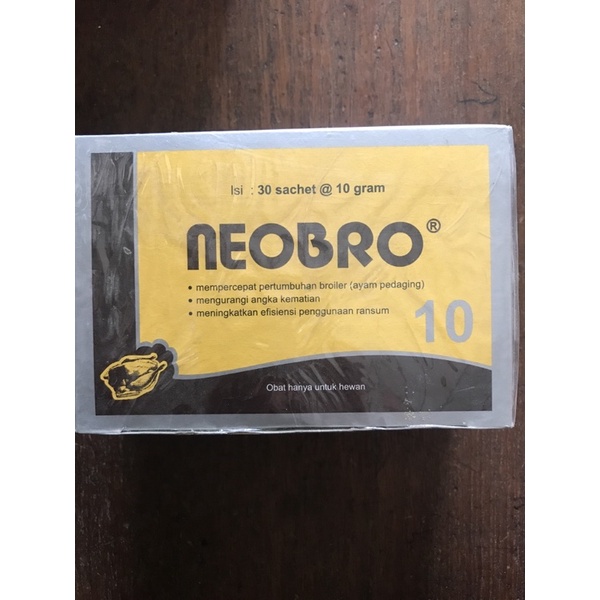 Isi : 30 sachet @ 10 gram
NEOBRO®
• mempercepat pertumbuhan broiler (ayam pedaging)
• mengurangi angka kematian
• meningkatkan efisiensi penggunaan ransum
10
Obat hanya untuk hewan